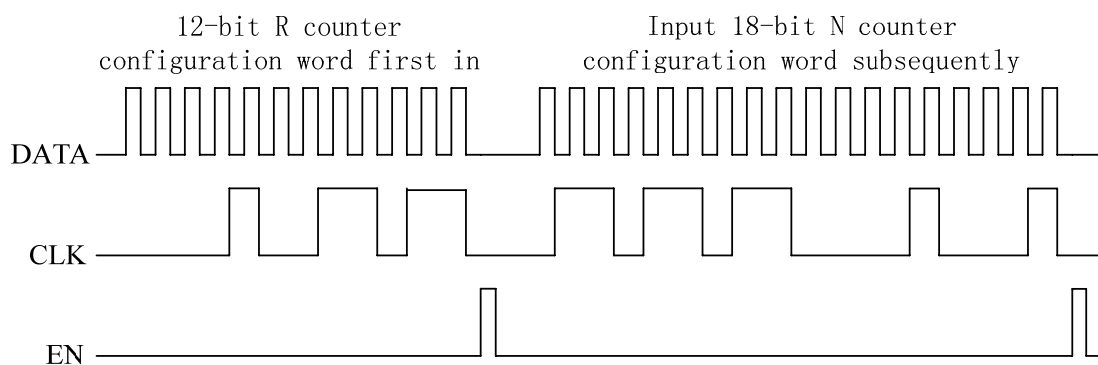 12-bit R counter
configuration word first in
Input 18-bit N counter
configuration word subsequently
DATA
CLK
EN